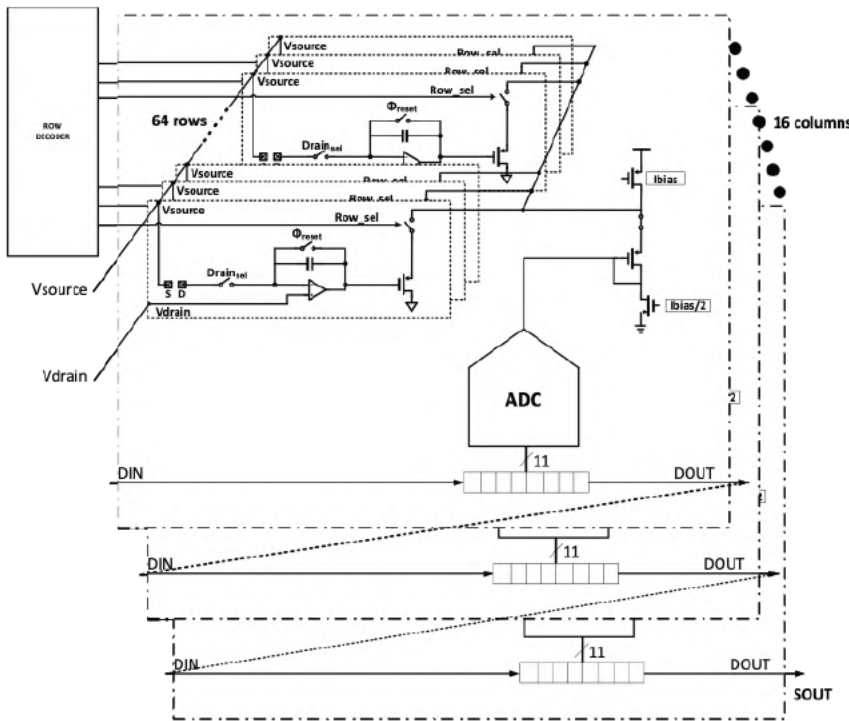 Vsource
Row_sel
Vsource
Row_sel
Vsource
Row_sel
ROW
DECODER
64 rows
Φreset
Drainsel
16 columns
Vsource
Row_sel
Vsource
Row_sel
Vsource
Row_sel
Ibias
Φreset
Drainsel
Vsource
S D
Vdrain
Ibias/2
Vdrain
ADC
2
11
DIN
DOUT
11
DIN
DOUT
11
DIN
DOUT
SOUT